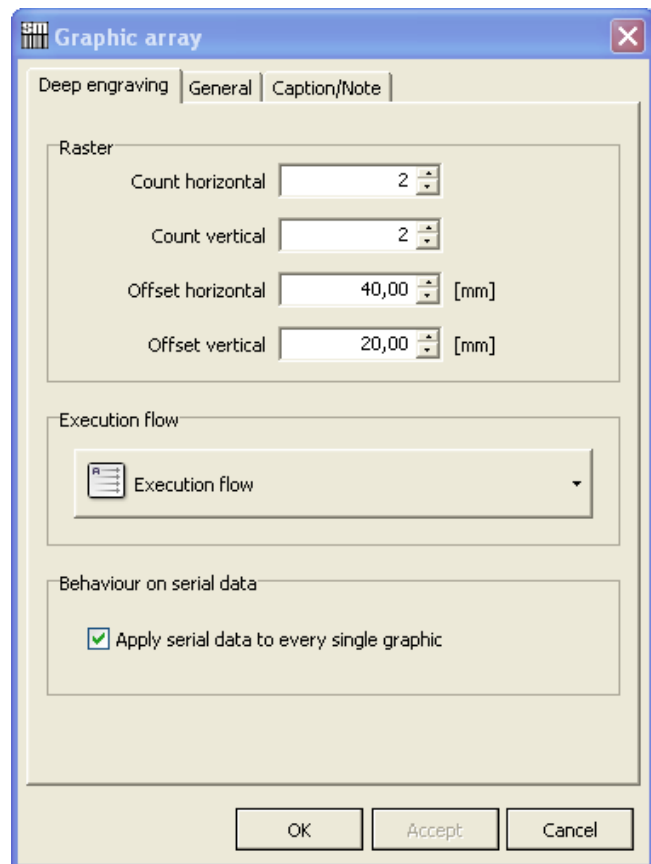 sm
Graphic array
Deep engraving General Caption/Note
Raster
Count horizontal 2
Count vertical 2
Offset horizontal 40,00 [mm]
Offset vertical 20,00 [mm]
Execution flow
A Execution flow
Behaviour on serial data
Apply serial data to every single graphic
OK Accept Cancel